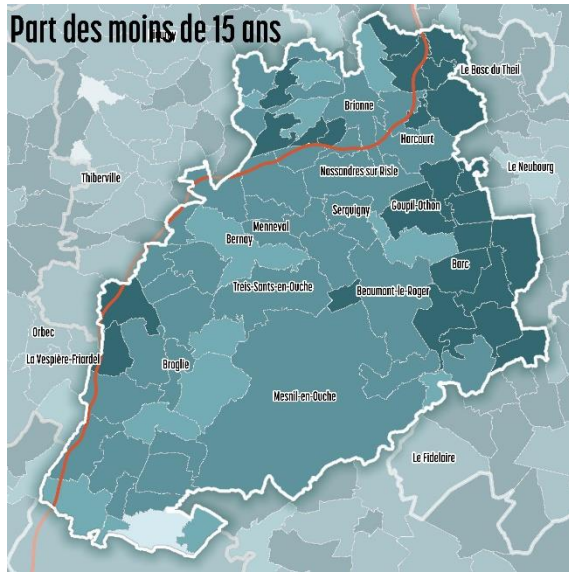 Part des moins de 15 ans
Le Bosc du Theil
Brionne
Harcourt
Le Neubourg
Nassandres sur Risle
Thiberville
Goupil-Othon
Serquigny
Menneval
Bernay
Barc
Treis-Sants-en-Ouche
Beaumont-le-Roger
Orbec
La Vespière-Friardel
Broglie
Mesnil-en-Ouche
Le Fidelaire